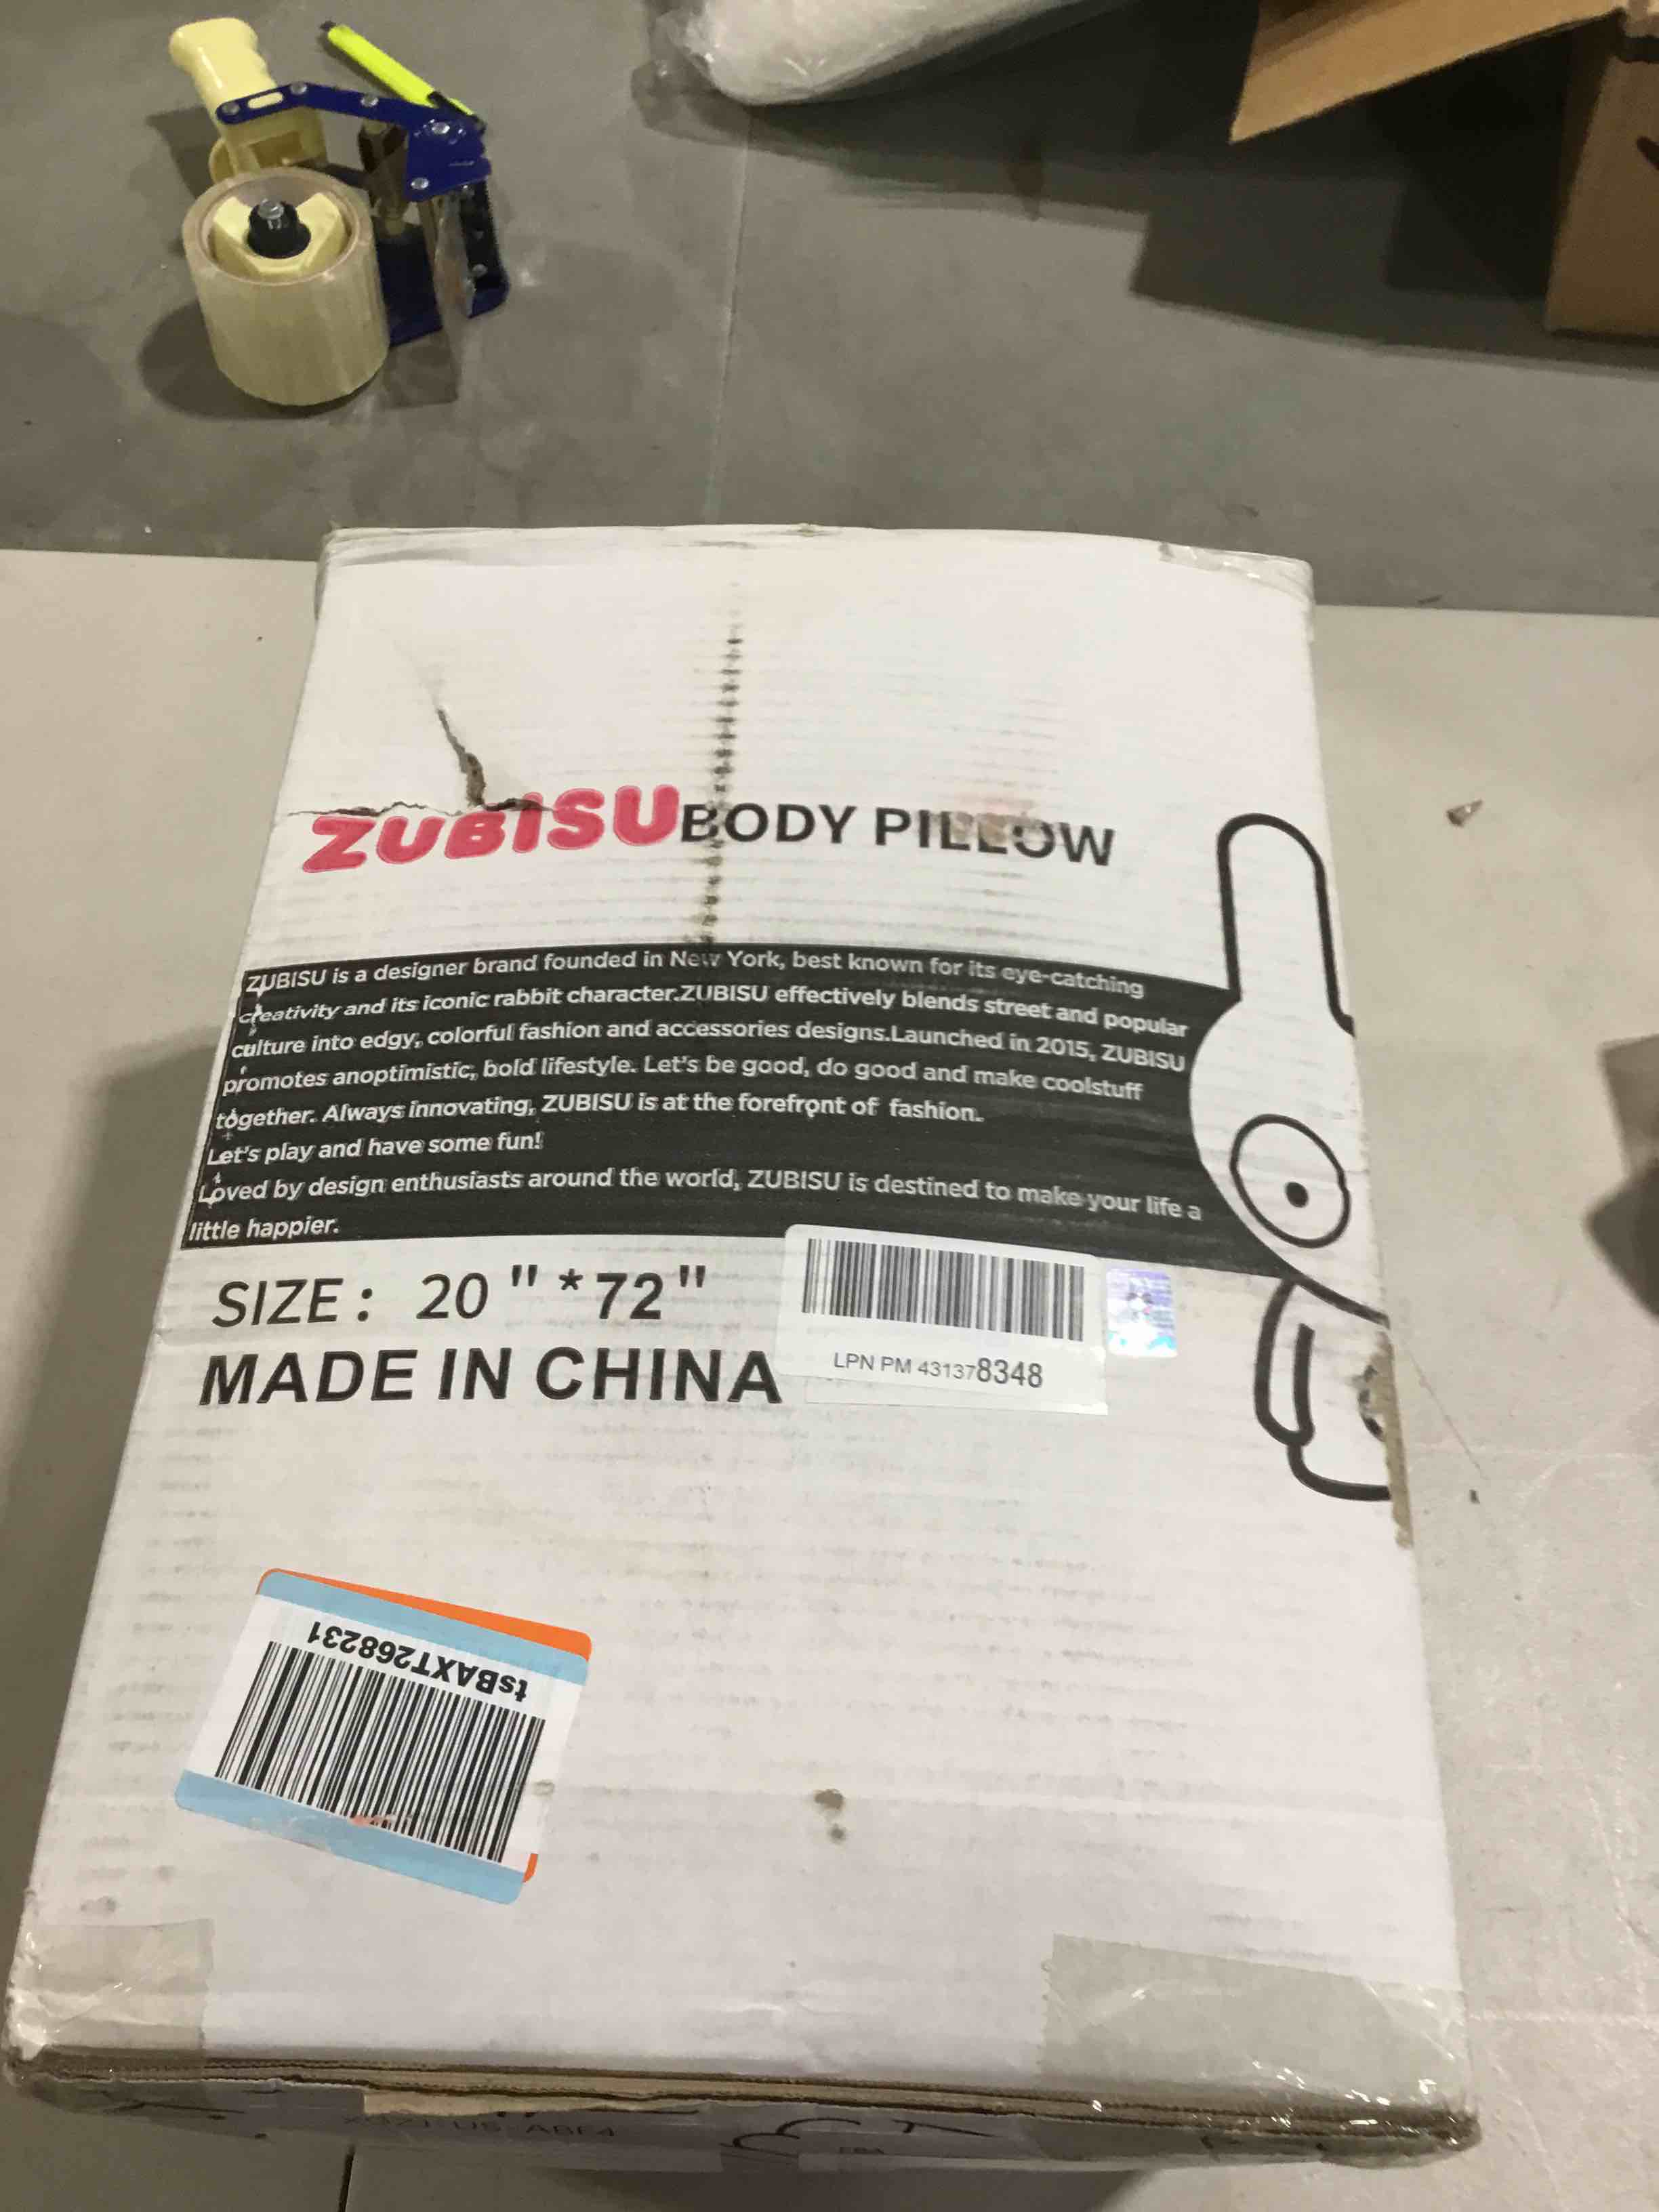 ZUBISU BODY PILLOW
ZUBISU is a designer brand founded in New York, best known for its eye-catching
creativity and its iconic rabbit character.ZUBISU effectively blends street and popular
culture into edgy, colorful fashion and accessories designs.Launched in 2015, ZUBISU
promotes anoptimistic, bold lifestyle. Let's be good, do good and make coolstuff
together. Always innovating, ZUBISU is at the forefront of fashion.
Let's play and have some fun!
Loved by design enthusiasts around the world, ZUBISU is destined to make your life a
little happier.
SIZE: 20"*72"
MADE IN CHINA
LPN PM 431378348
tsBAXT268231